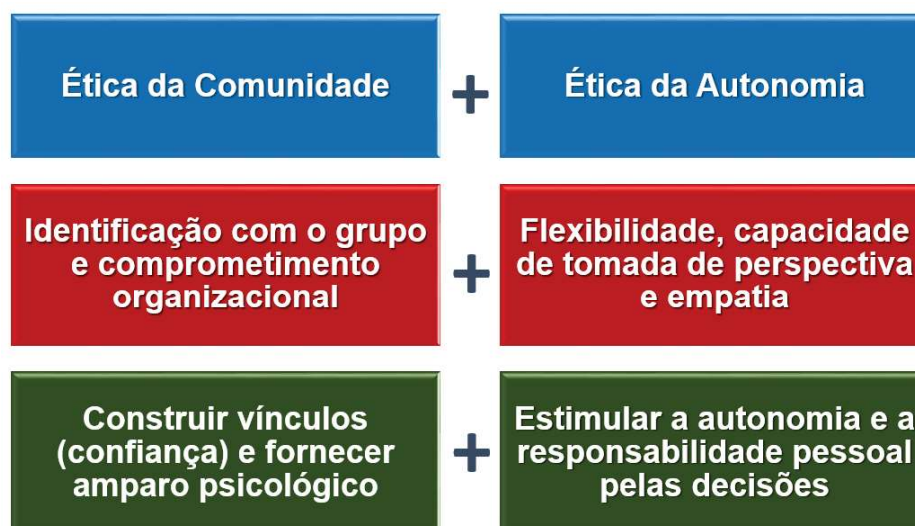 Ética da Comunidade
+
Ética da Autonomia
Identificação com o grupo
e comprometimento
organizacional
+
Flexibilidade, capacidade
de tomada de perspectiva
e empatia
Construir vínculos
(confiança) e fornecer
amparo psicológico
+
Estimular a autonomia e a
responsabilidade pessoal
pelas decisões